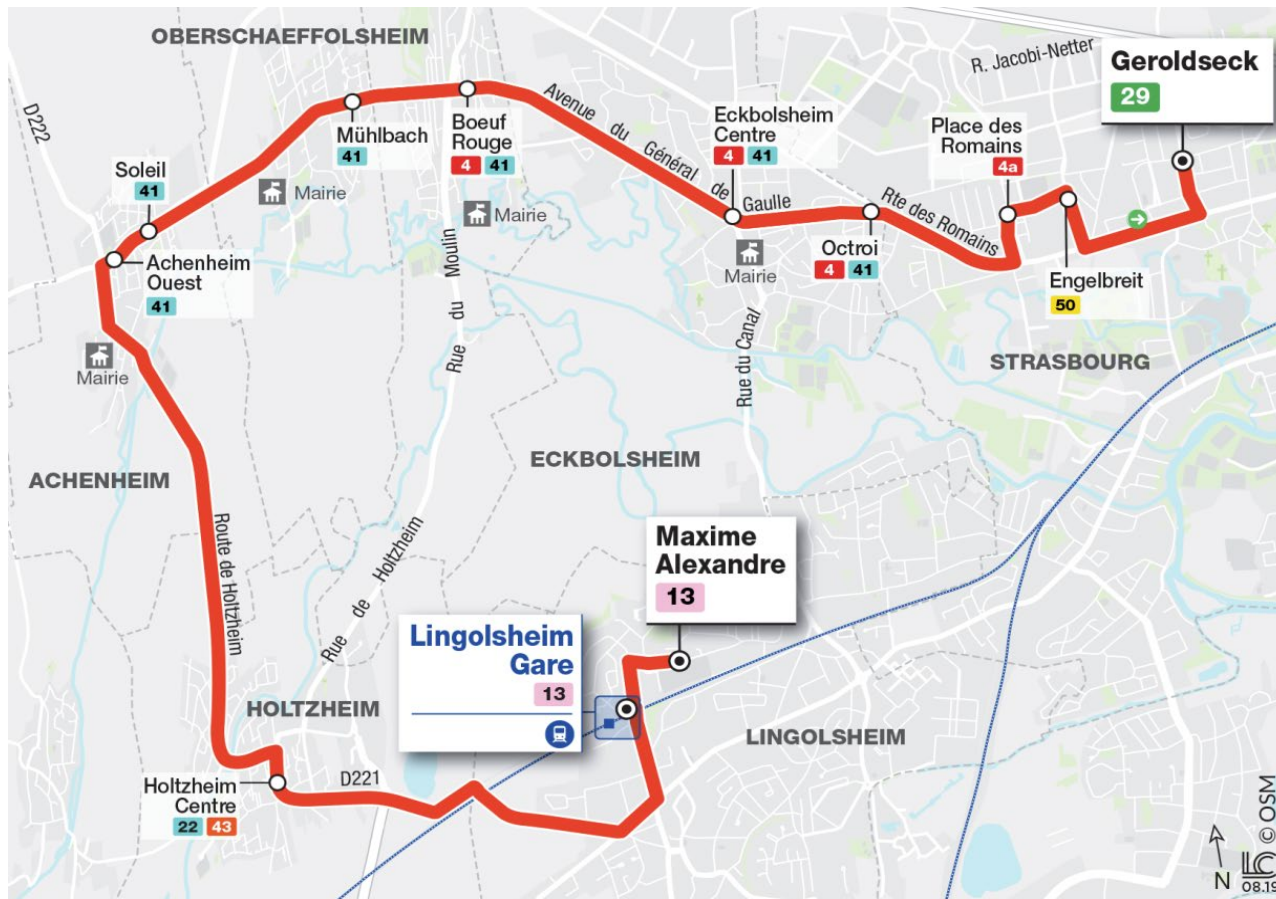 OBERSCHAEFFOLSHEIM
D222
R. Jacobi-Netter
Geroldseck
29
Avenue du Général de Gaulle
Mühlbach
41
Boeuf
Rouge
4 41
Eckbolsheim
Centre
4 41
Place des
Romains
4a
Soleil
41
Mairie
Mairie
Rte des Romains
Octroi
4 41
Mairie
Engelbreit
50
Achenheim
Ouest
41
Mairie
Rue du Moulin
Rue du Canal
STRASBOURG
ACHENHEIM
ECKBOLSHEIM
Route de Holtzheim
Rue de Holtzheim
Maxime
Alexandre
13
Lingolsheim
Gare
13
HOLTZHEIM
LINGOLSHEIM
D221
Holtzheim
Centre
22 43
N
© OSM
08.19